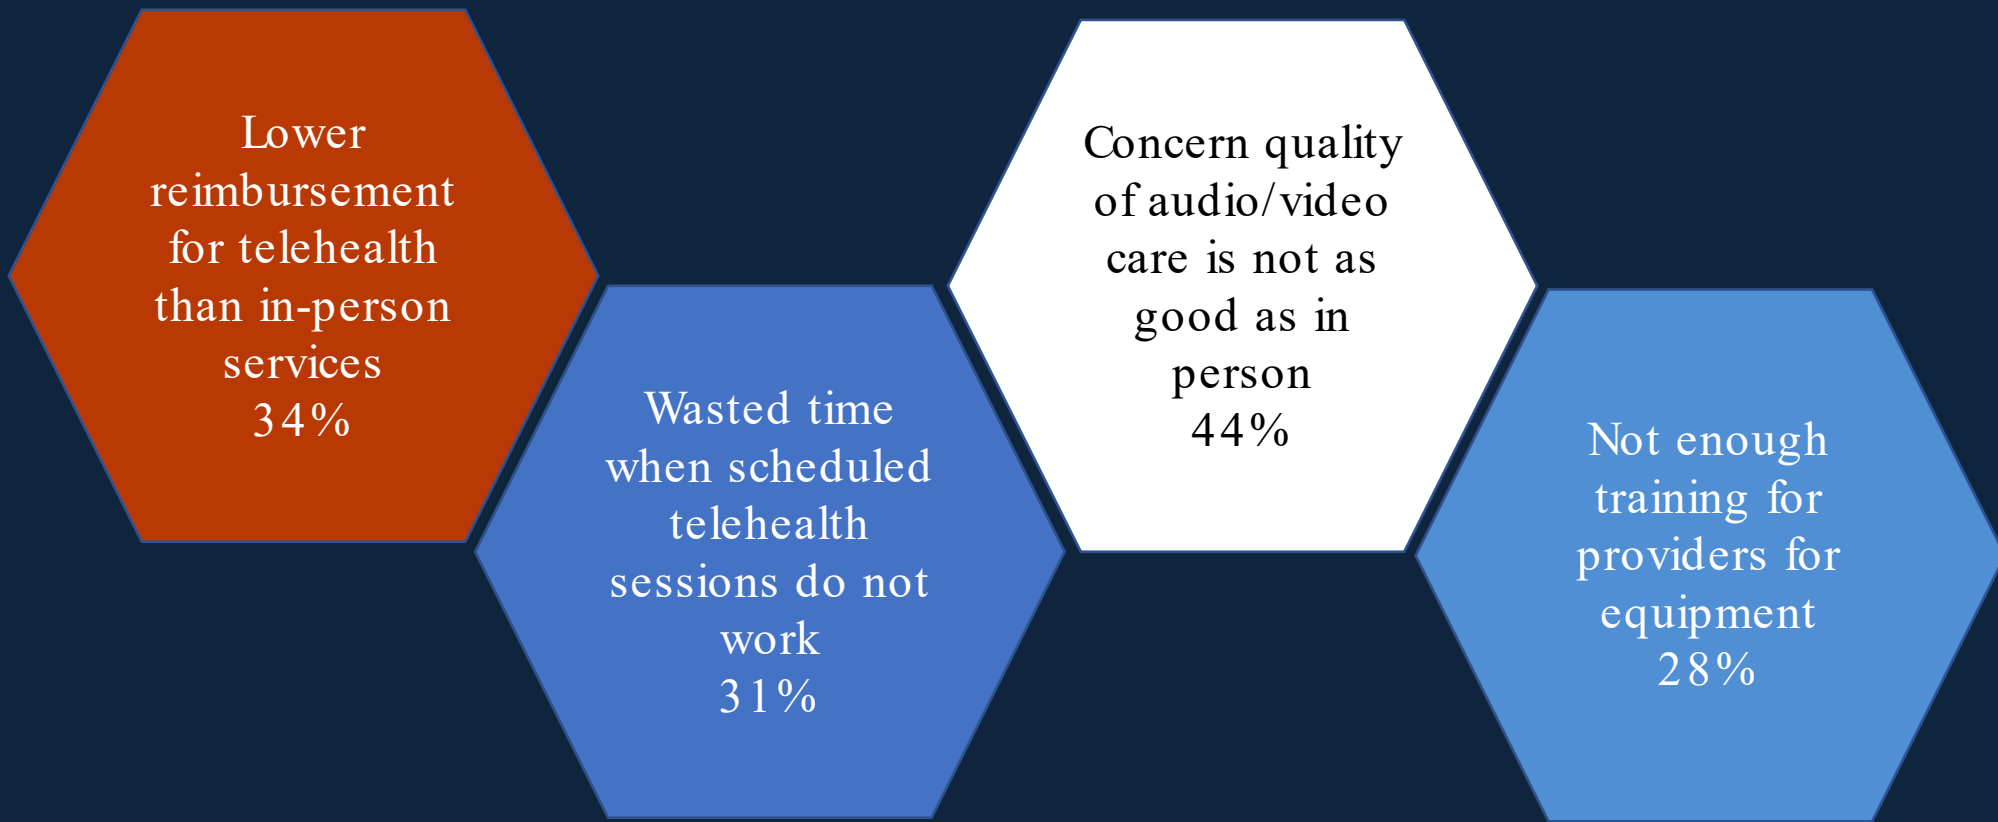 Lower
reimbursement
for telehealth
than in-person
services
34%
Wasted time
when scheduled
telehealth
sessions do not
work
31%
Concern quality
of audio/video
care is not as
good as in
person
44%
Not enough
training for
providers for
equipment
28%